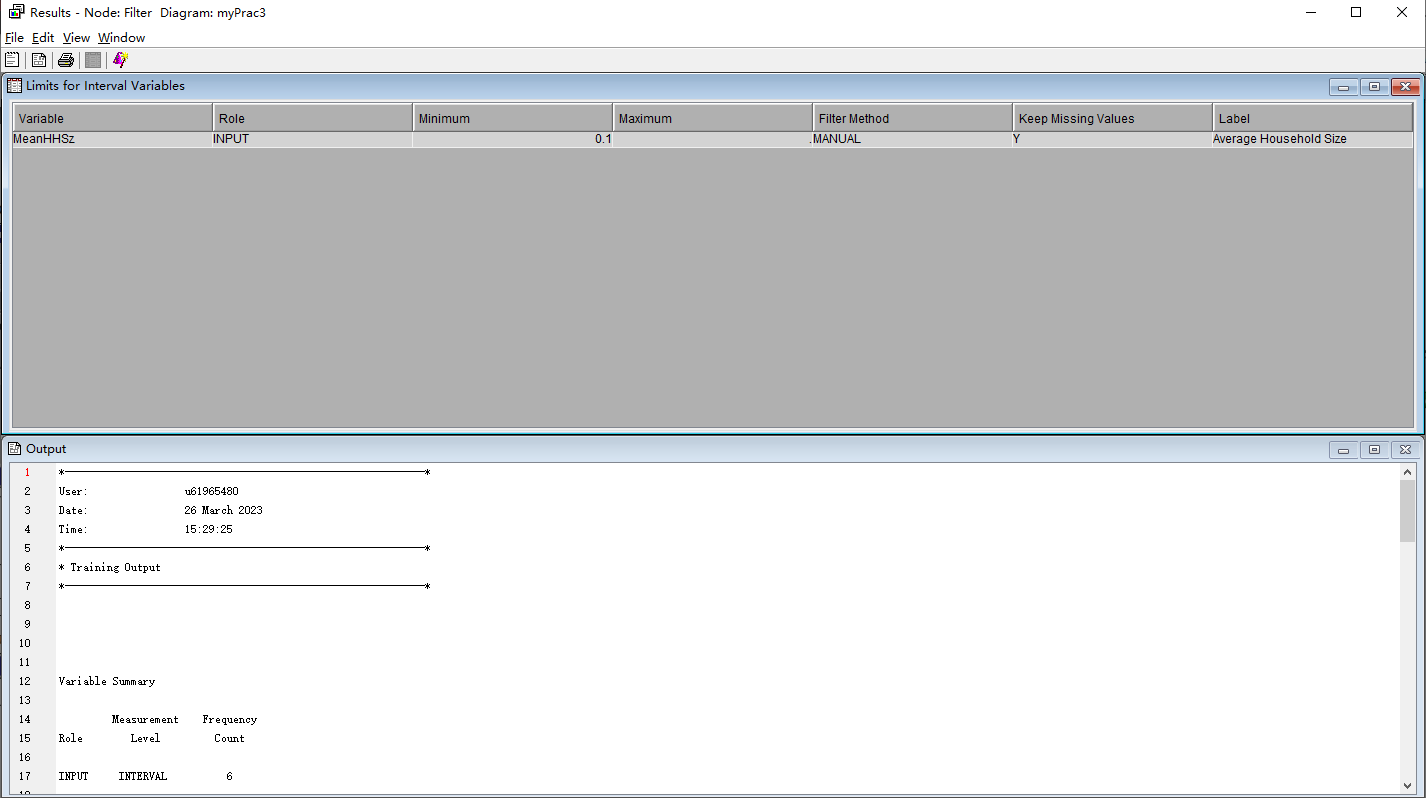 Results - Node: Filter  Diagram: myPrac3
File Edit View Window
Limits for Interval Variables
Variable Role Minimum Maximum Filter Method Keep Missing Values Label
MeanHHSz INPUT 0.1 .MANUAL Y Average Household Size
Output
1 *------------------------------------------------------------*
2 User: u61965480
3 Date: 26 March 2023
4 Time: 15:29:25
5 *------------------------------------------------------------*
6 * Training Output
7 *------------------------------------------------------------*
8
9
10
11
12 Variable Summary
13
14 Measurement Frequency
15 Role Level Count
16
17 INPUT INTERVAL 6